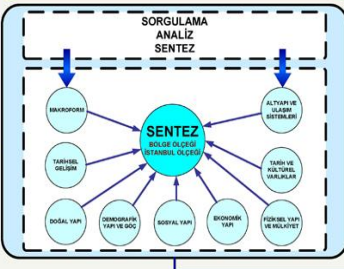 SORGULAMA
ANALİZ
SENTEZ
MAKROFORM
ALTYAPI VE
ULAŞIM
SİSTEMLERİ
SENTEZ
BÖLGE ÖLÇEĞİ
İSTANBUL ÖLÇEĞİ
TARİHSEL
GELİŞİM
TARİH VE
KÜLTÜREL
VARLIKLAR
DOĞAL YAPI
DEMOGRAFİK
YAPI VE GÖÇ
SOSYAL YAPI
EKONOMİK
YAPI
FİZİKSEL YAPI
VE MÜLKİYET